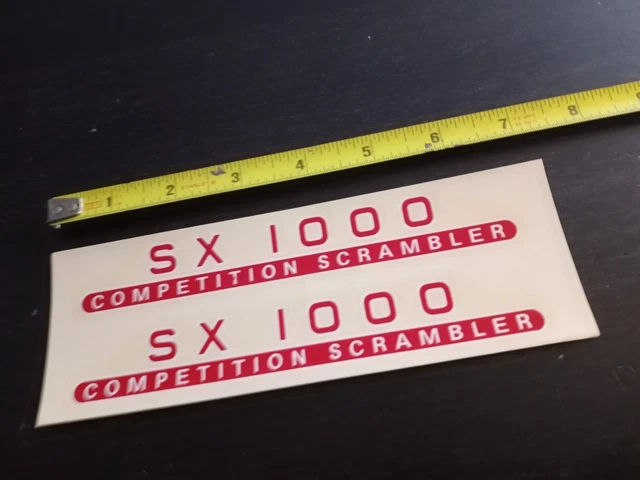 1 2 3 4 5 6 7 8
SX 1000
COMPETITION SCRAMBLER
SX 1000
COMPETITION SCRAMBLER